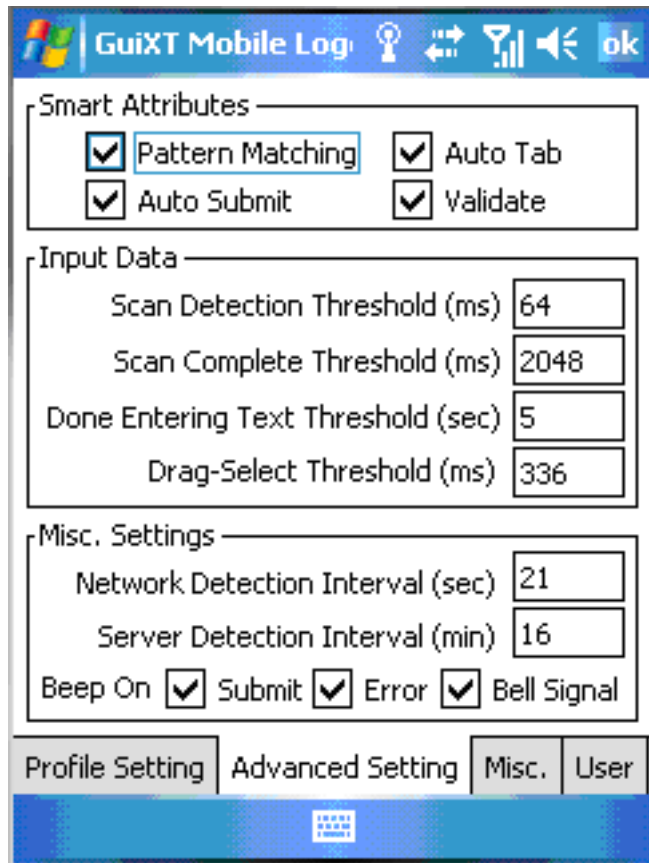 GuiXT Mobile Log
ok
Smart Attributes
Pattern Matching
Auto Tab
Auto Submit
Validate
Input Data
Scan Detection Threshold (ms) 64
Scan Complete Threshold (ms) 2048
Done Entering Text Threshold (sec) 5
Drag-Select Threshold (ms) 336
Misc. Settings
Network Detection Interval (sec) 21
Server Detection Interval (min) 16
Beep On Submit Error Bell Signal
Profile Setting Advanced Setting Misc. User